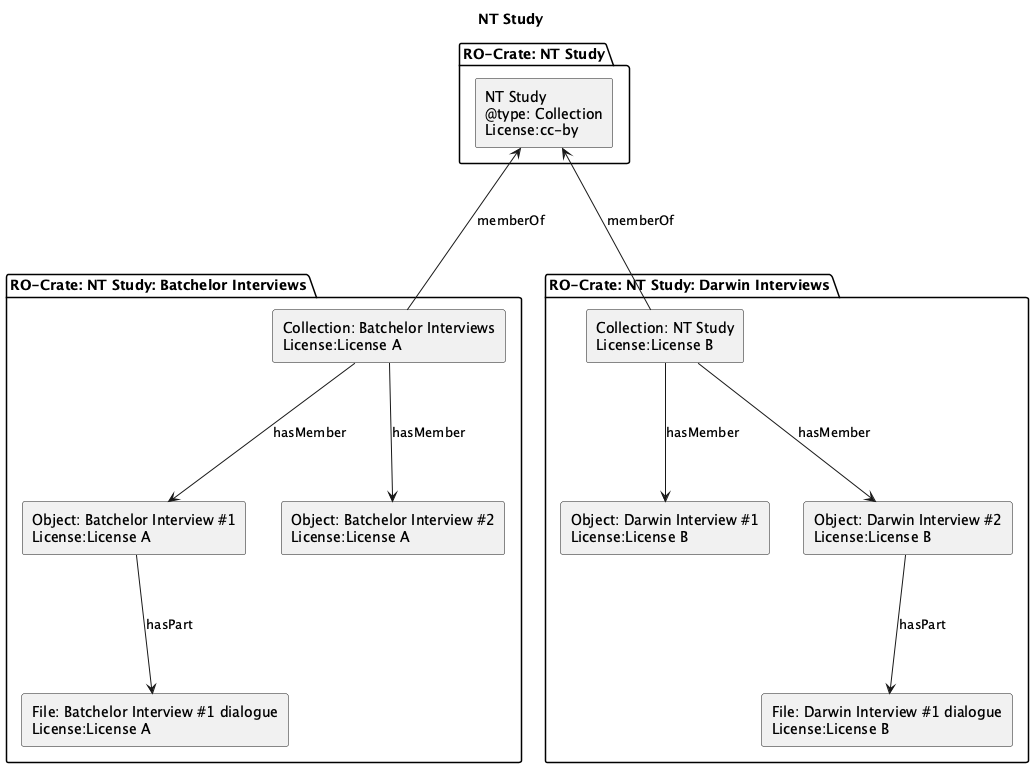 NT Study
RO-Crate: NT Study
NT Study
@type: Collection
License:cc-by
memberOf
memberOf
RO-Crate: NT Study: Batchelor Interviews
RO-Crate: NT Study: Darwin Interviews
Collection: Batchelor Interviews
License:License A
Collection: NT Study
License:License B
hasMember
hasMember
hasMember
hasMember
Object: Batchelor Interview #1
License:License A
Object: Batchelor Interview #2
License:License A
Object: Darwin Interview #1
License:License B
Object: Darwin Interview #2
License:License B
hasPart
hasPart
File: Batchelor Interview #1 dialogue
License:License A
File: Darwin Interview #1 dialogue
License:License B